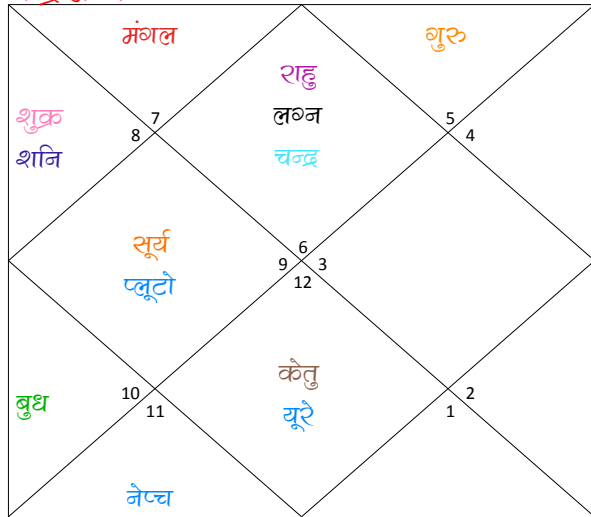 मंगल
गुरु
राहु
लग्न
चन्द्र
7
5
8
4
शुक्र
शनि
सूर्य
प्लूटो
6
9
3
12
केतु
यूरे
10
2
11
1
बुध
नेप्च